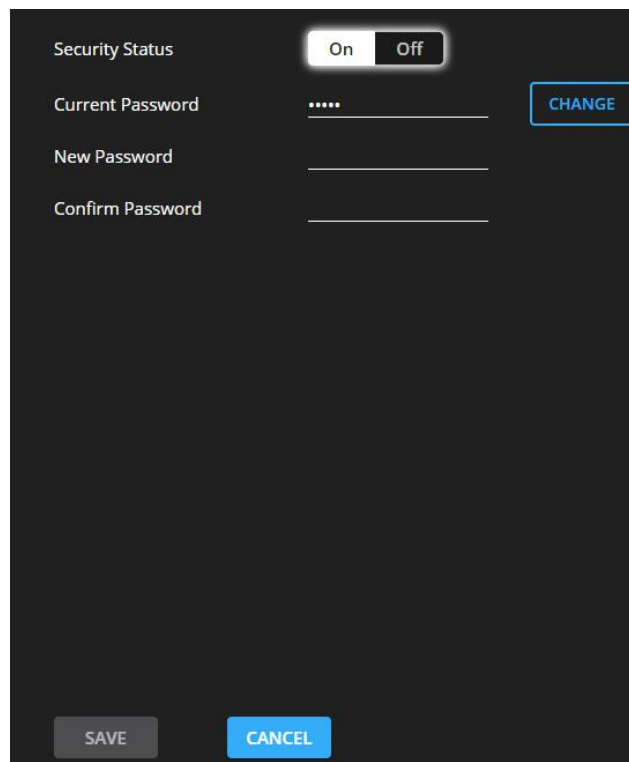 Security Status On Off
Current Password ••••• CHANGE
New Password
Confirm Password
SAVE CANCEL